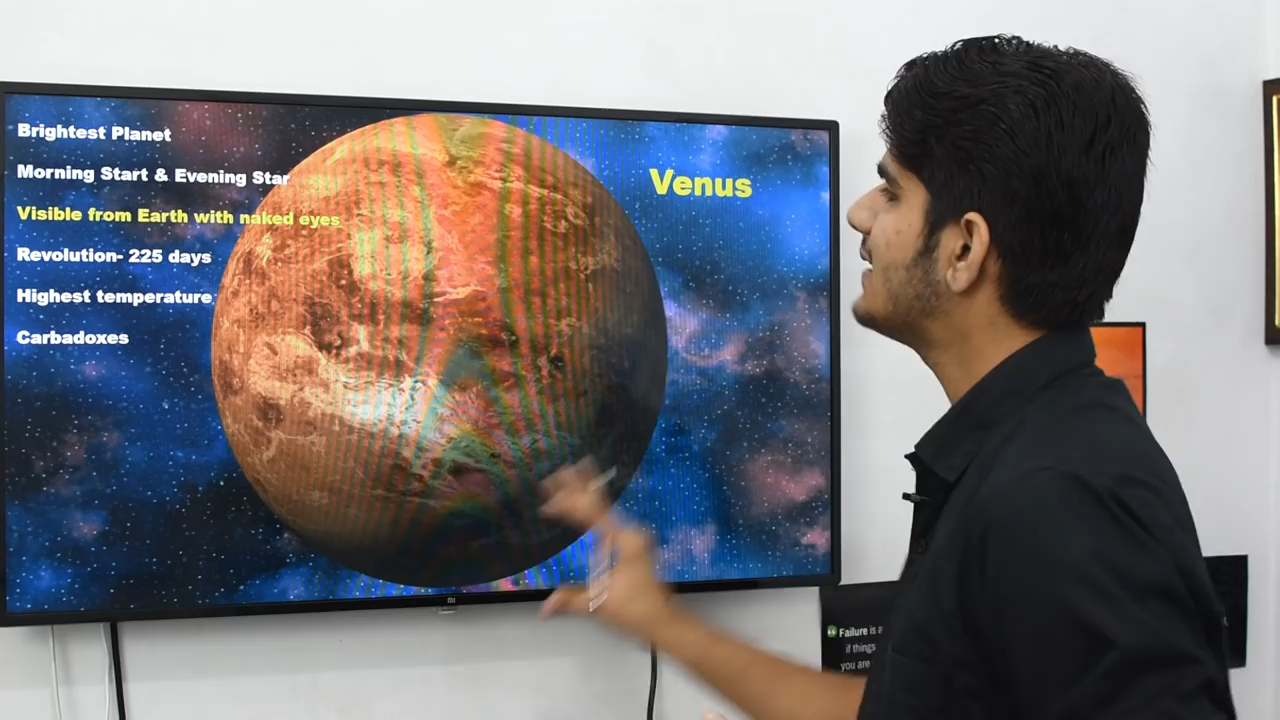 Brightest Planet
Morning Start & Evening Star
Visible from Earth with naked eyes
Revolution- 225 days
Highest temperature
Carbadoxes
Venus
mi
Failure is a
if things
you are